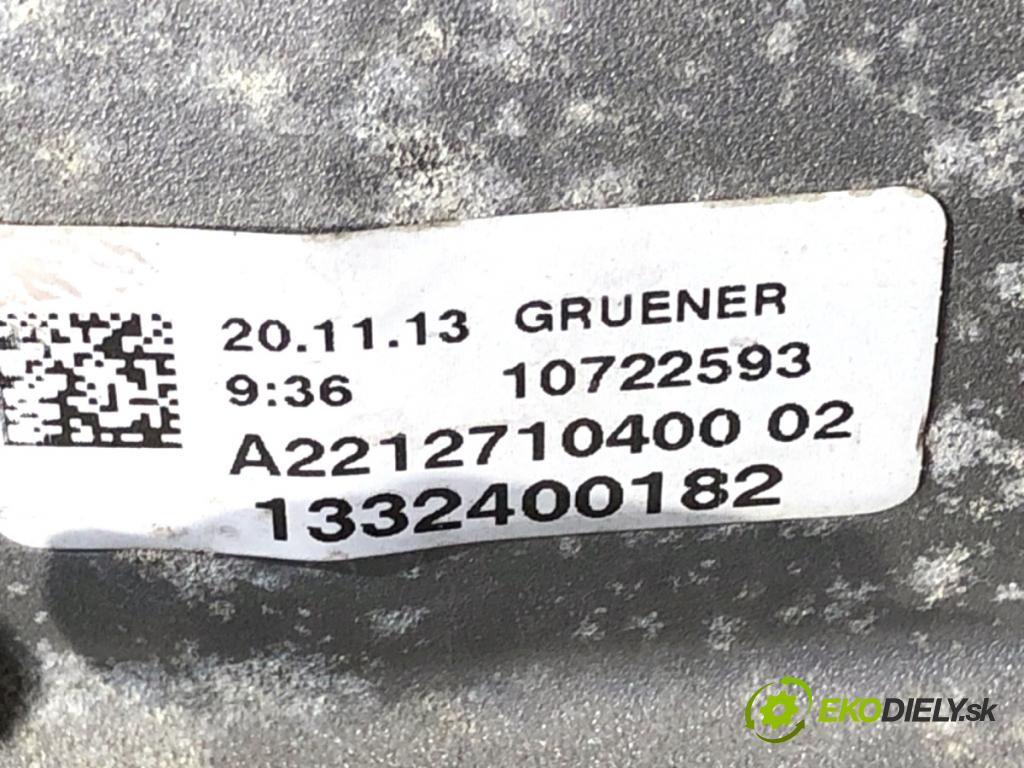 20.11.13 GRUENER
9:36 10722593
A2212710400 02
1332400182
EKODIELY.sk